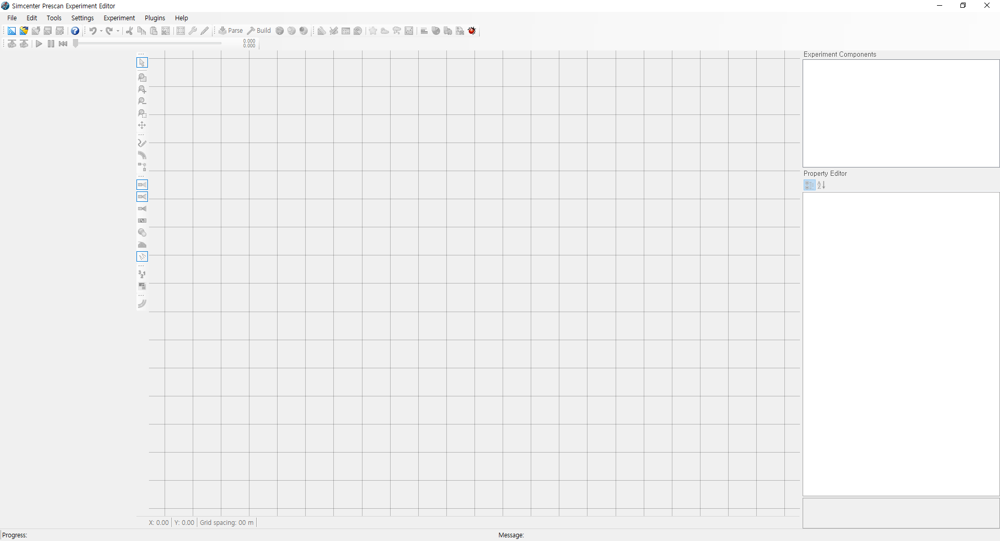 Simcenter Prescan Experiment Editor
File Edit Tools Settings Experiment Plugins Help
Parse Build
0.000
0.000
Experiment Components
Property Editor
X: 0.00 Y: 0.00 Grid spacing: 00 m
Progress: Message: